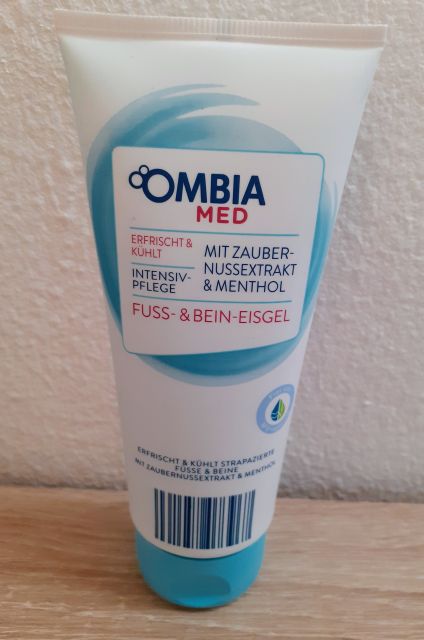 OMBIA
MED
ERFRISCHT &
KÜHLT
INTENSIV-
PFLEGE
MIT ZAUBER-
NUSSEXTRAKT
& MENTHOL
FUSS- & BEIN-EISGEL
ERFRISCHT & KÜHLT STRAPAZIERTE
FÜSSE & BEINE
MIT ZAUBERNUSSEXTRAKT & MENTHOL